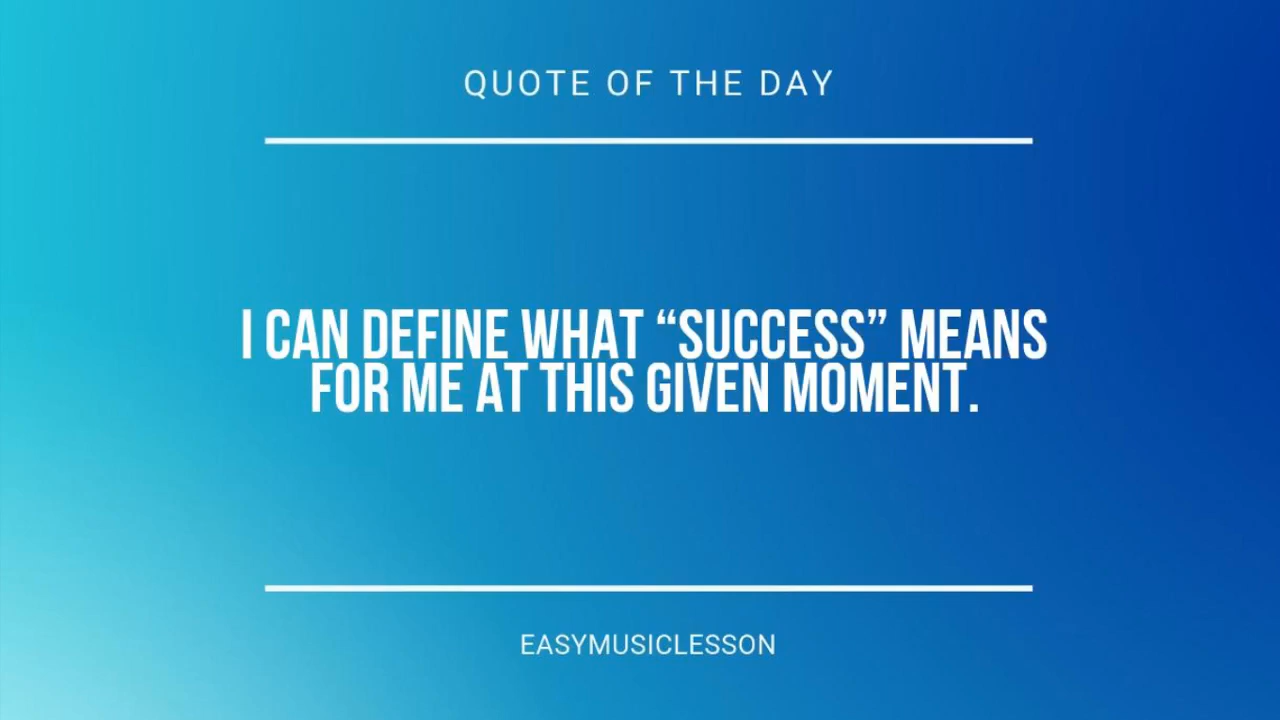 QUOTE OF THE DAY
I CAN DEFINE WHAT “SUCCESS” MEANS
FOR ME AT THIS GIVEN MOMENT.
EASYMUSICLESSON